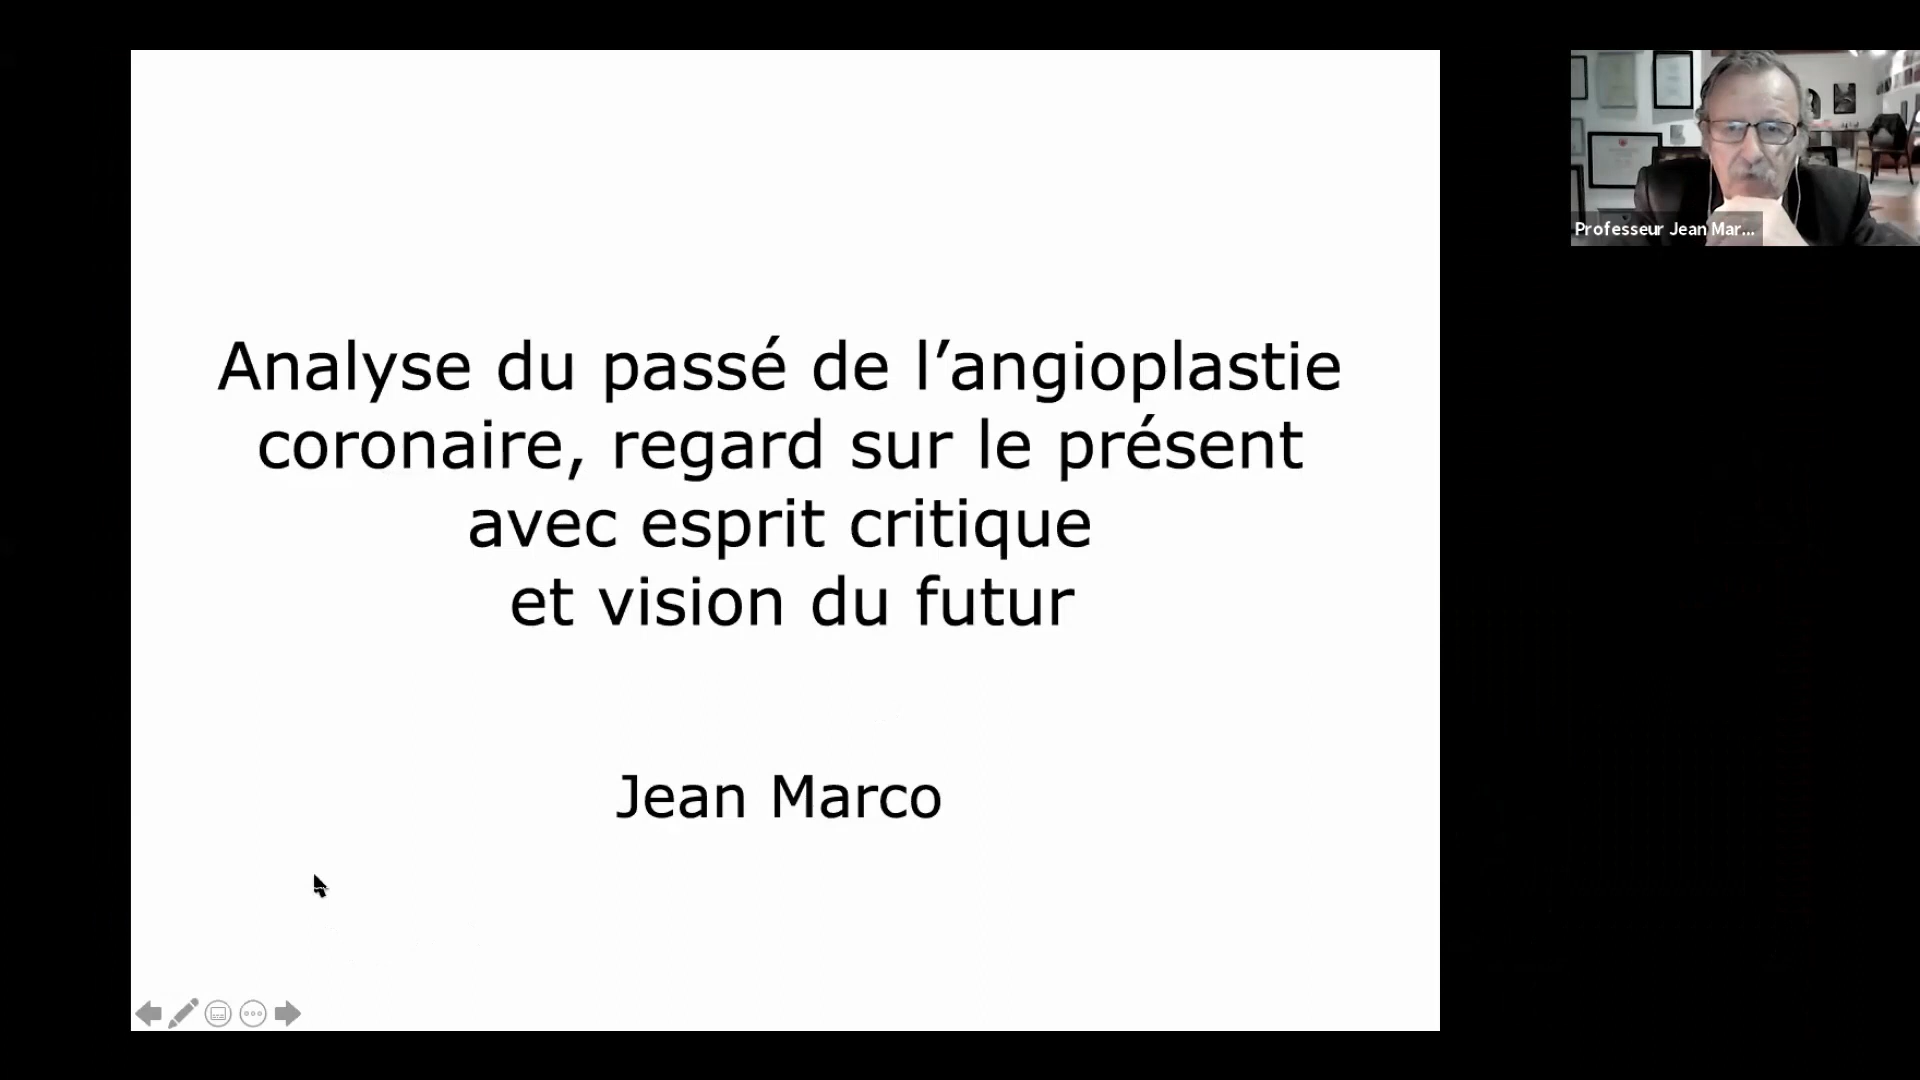 Analyse du passé de l’angioplastie
coronaire, regard sur le présent
avec esprit critique
et vision du futur
Jean Marco
Professeur Jean Mar...